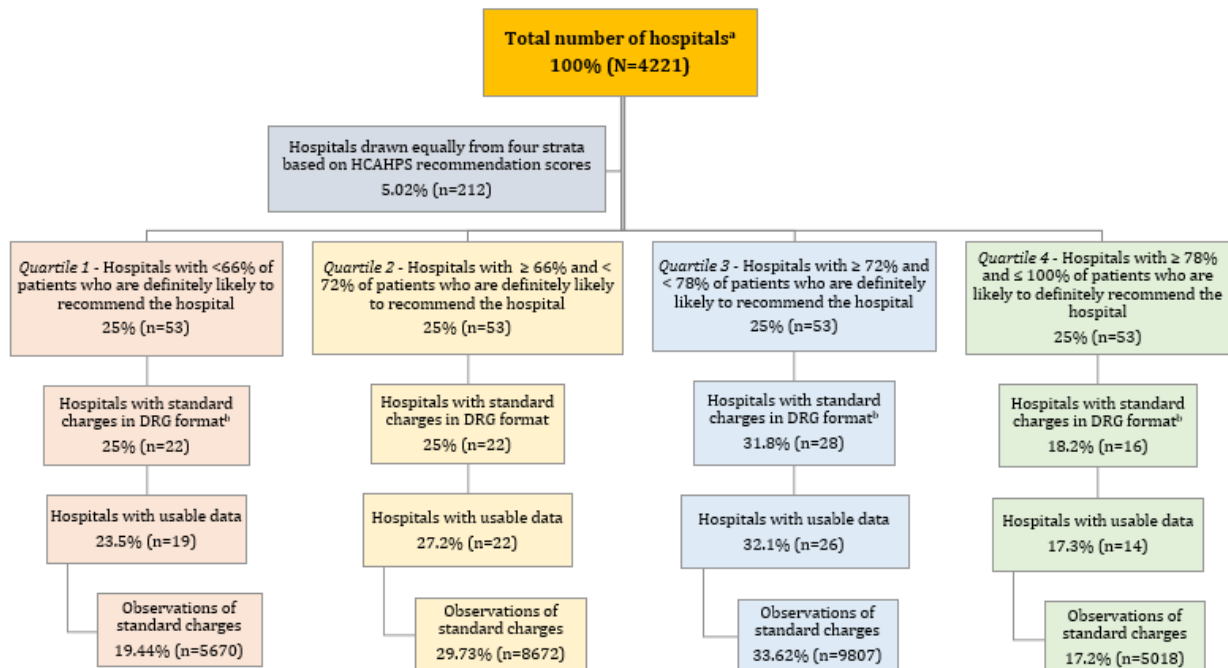 Total number of hospitalsᵃ
100% (N=4221)
Hospitals drawn equally from four strata
based on HCAHPS recommendation scores
5.02% (n=212)
Quartile 1 - Hospitals with <66% of
patients who are definitely likely to
recommend the hospital
25% (n=53)
Quartile 2 - Hospitals with ≥ 66% and <
72% of patients who are definitely likely
to recommend the hospital
25% (n=53)
Quartile 3 - Hospitals with ≥ 72% and
< 78% of patients who are definitely
likely to recommend the hospital
25% (n=53)
Quartile 4 - Hospitals with ≥ 78%
and ≤ 100% of patients who are
likely to definitely recommend the
hospital
25% (n=53)
Hospitals with standard
charges in DRG formatᵇ
25% (n=22)
Hospitals with standard
charges in DRG format
25% (n=22)
Hospitals with standard
charges in DRG formatᵇ
31.8% (n=28)
Hospitals with standard
charges in DRG formatᵇ
18.2% (n=16)
Hospitals with usable data
23.5% (n=19)
Hospitals with usable data
27.2% (n=22)
Hospitals with usable data
32.1% (n=26)
Hospitals with usable data
17.3% (n=14)
Observations of
standard charges
19.44% (n=5670)
Observations of
standard charges
29.73% (n=8672)
Observations of
standard charges
33.62% (n=9807)
Observations of
standard charges
17.2% (n=5018)